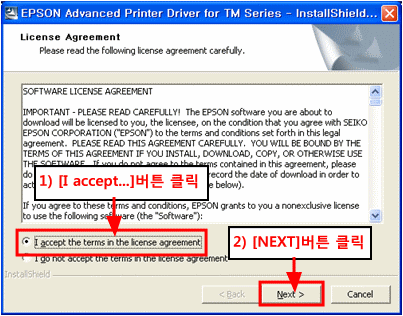 EPSON Advanced Printer Driver for TM Series - InstallShield...
License Agreement
Please read the following license agreement carefully.
SOFTWARE LICENSE AGREEMENT
IMPORTANT - PLEASE READ CAREFULLY! The EPSON software you are about to
download will be licensed to you, the licensee, on the condition that you agree with SEIKO
EPSON CORPORATION ("EPSON") to the terms and conditions set forth in this legal
agreement. PLEASE READ THIS AGREEMENT CAREFULLY. YOU WILL BE BOUND BY THE
TERMS OF THIS AGREEMENT IF YOU INSTALL, DOWNLOAD, COPY, OR OTHERWISE USE
THE SOFTWARE. If you do not agree to the terms contained in this agreement, please
do record the date of download in order to
act below).
1) [I accept...]버튼 클릭
If you agree to these terms and conditions, EPSON grants to you a nonexclusive license
to use the following software (the "Software"):
I accept the terms in the license agreement
2) [NEXT]버튼 클릭
I do not accept the terms in the license agreement
InstallShield
< Back
Next >
Cancel